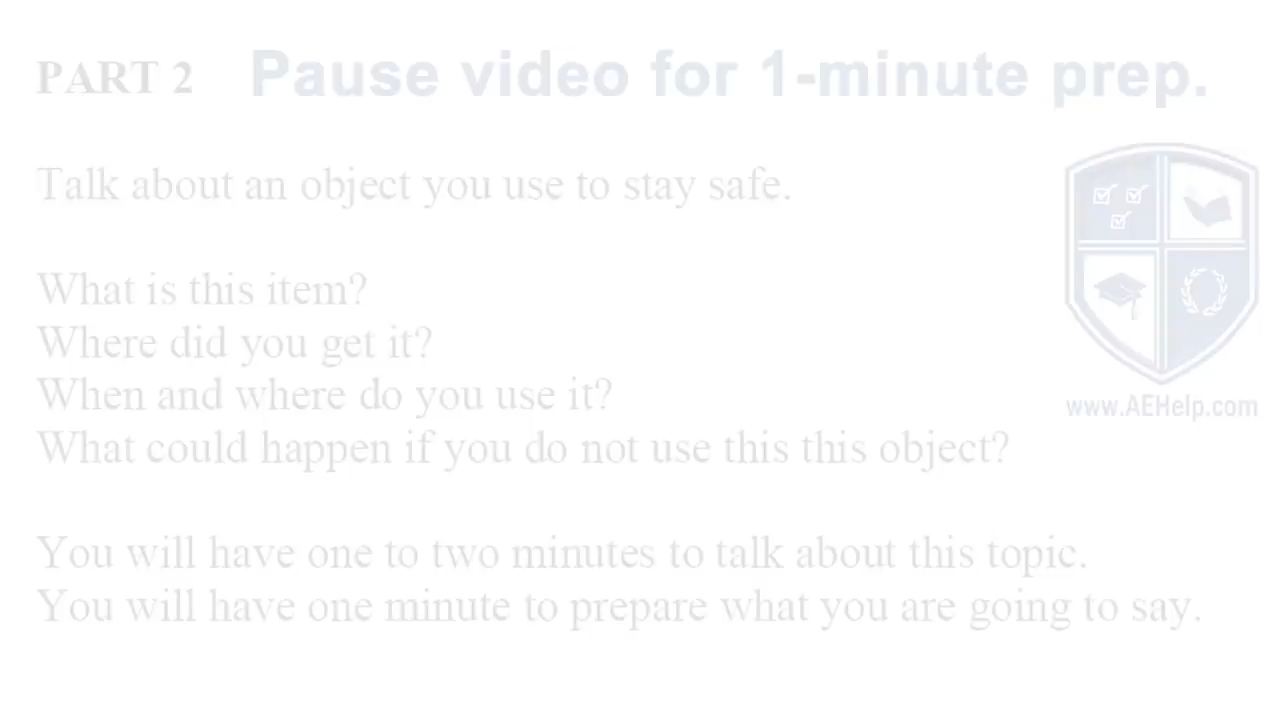 PART 2 Pause video for 1-minute prep.
Talk about an object you use to stay safe.
What is this item?
Where did you get it?
When and where do you use it?
What could happen if you do not use this this object?
www.AEHelp.com
You will have one to two minutes to talk about this topic.
You will have one minute to prepare what you are going to say.